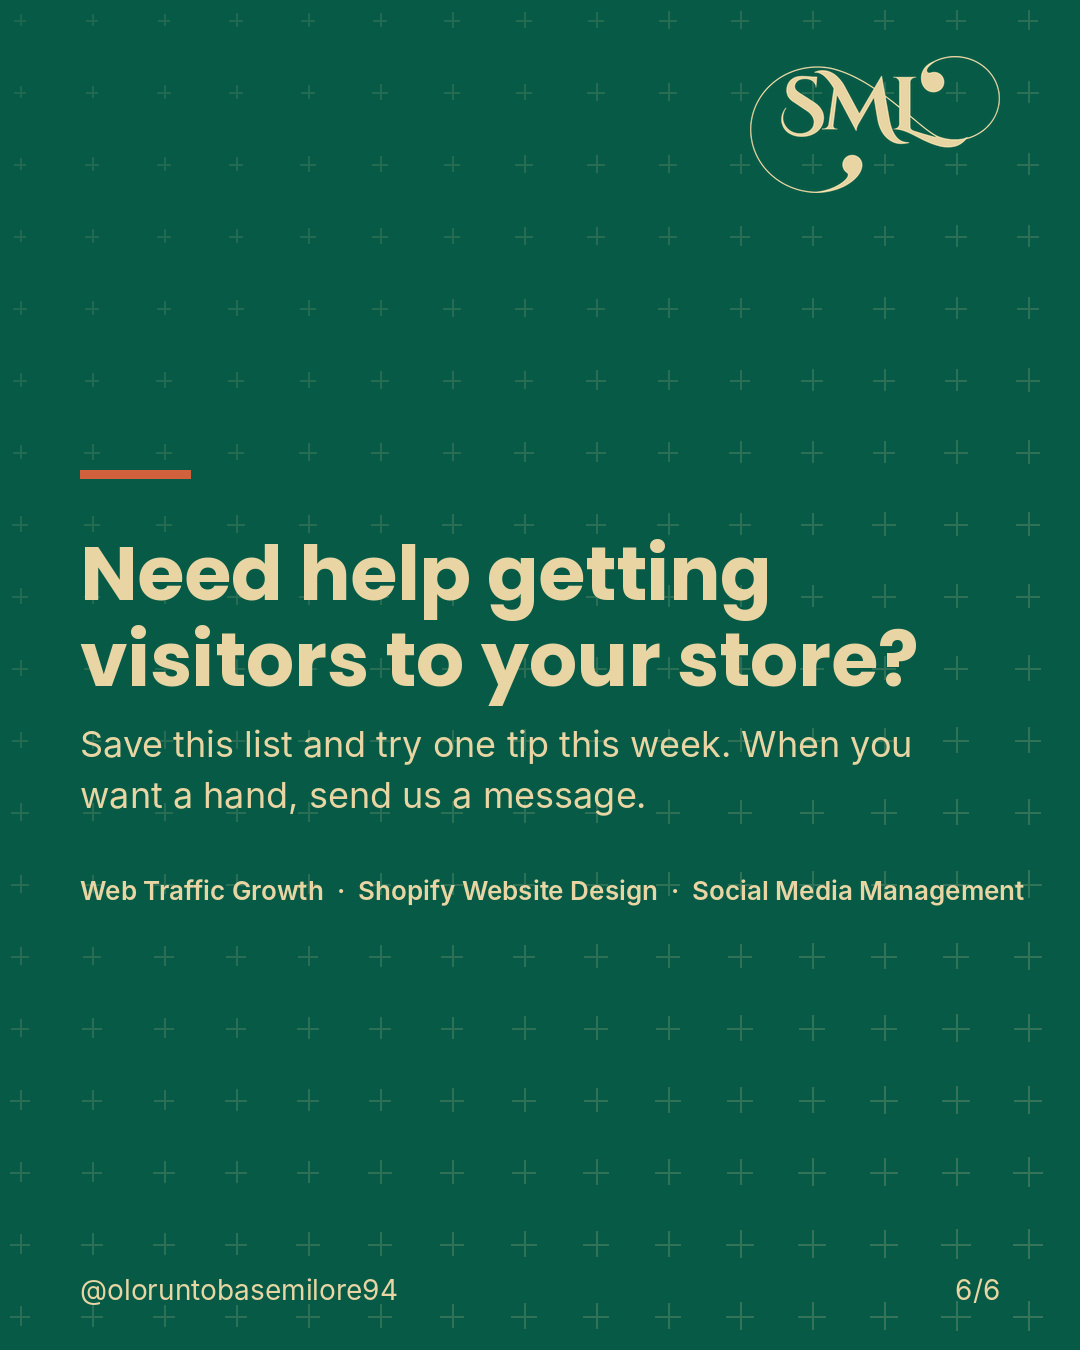 SML
Need help getting
visitors to your store?
Save this list and try one tip this week. When you
want a hand, send us a message.
Web Traffic Growth · Shopify Website Design · Social Media Management
@oloruntobasemilore94
6/6